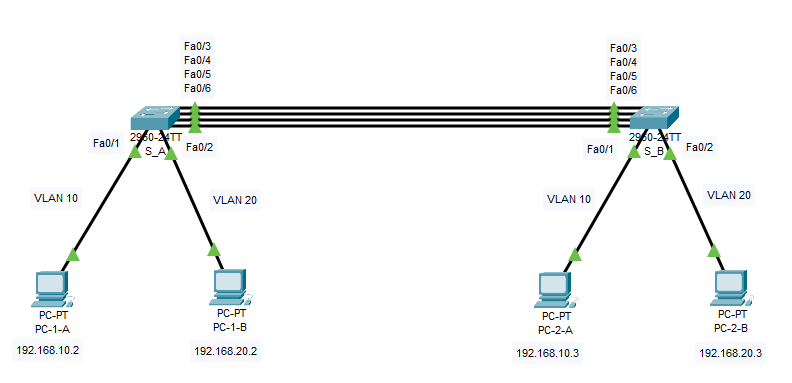 Fa0/3
Fa0/4
Fa0/5
Fa0/6
Fa0/3
Fa0/4
Fa0/5
Fa0/6
2960-24TT
S_A
Fa0/1
Fa0/2
2960-24TT
S_B
Fa0/1
Fa0/2
VLAN 10
VLAN 20
VLAN 10
VLAN 20
PC-PT
PC-1-A
192.168.10.2
PC-PT
PC-1-B
192.168.20.2
PC-PT
PC-2-A
192.168.10.3
PC-PT
PC-2-B
192.168.20.3